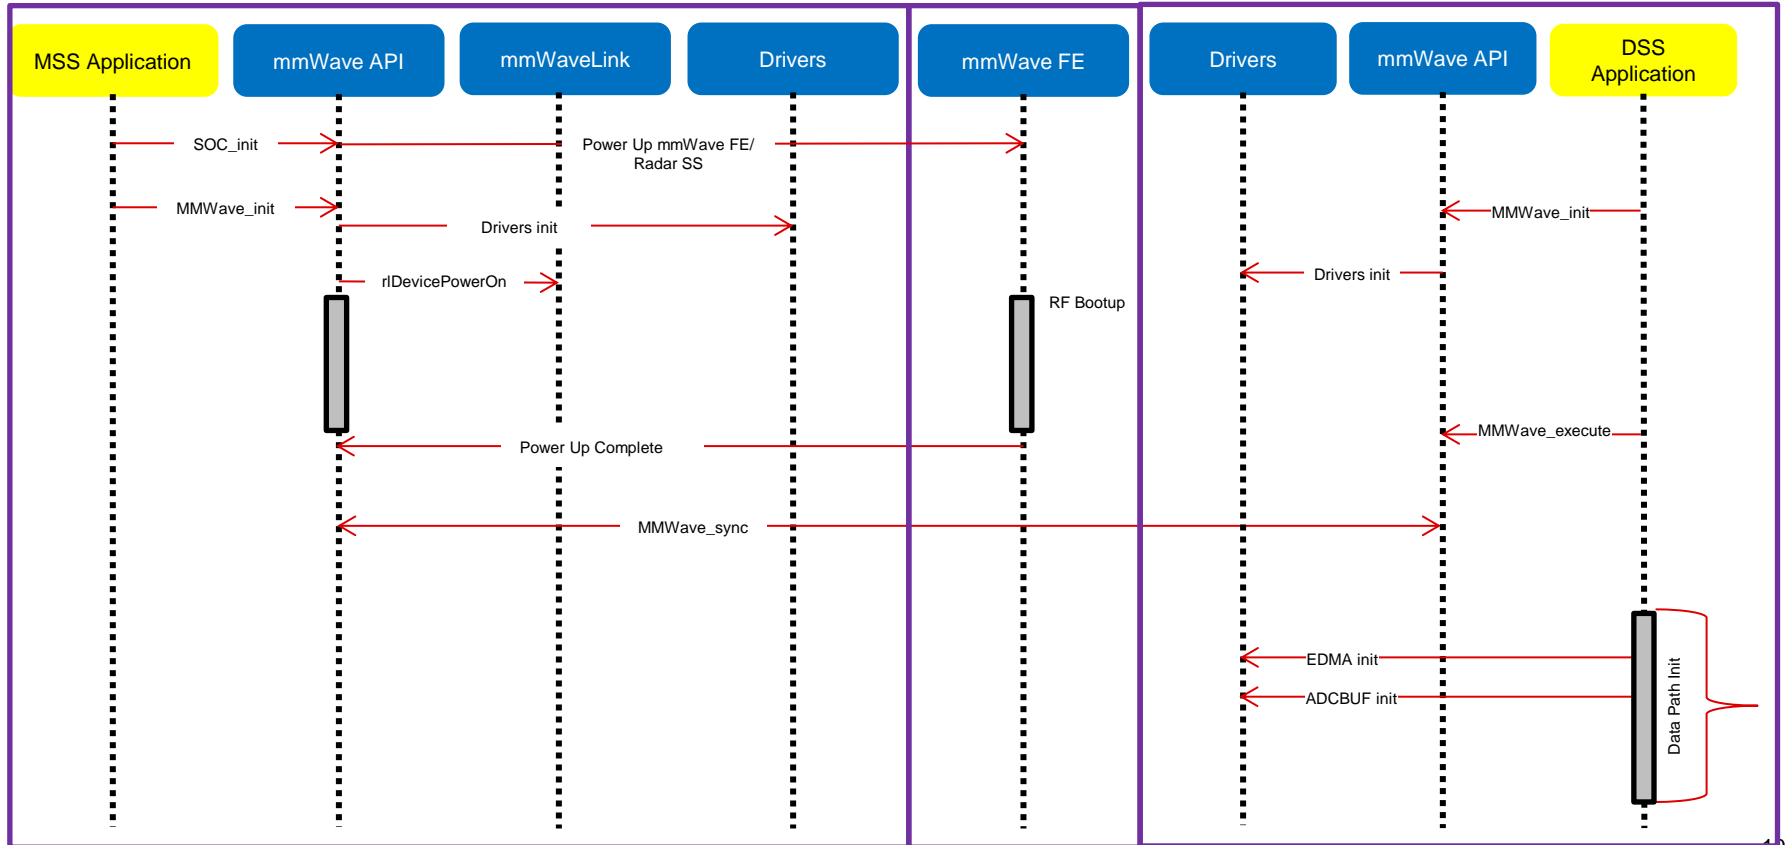 MSS Application
mmWave API
mmWaveLink
Drivers
mmWave FE
Drivers
mmWave API
DSS
Application
SOC_init
Power Up mmWave FE/
Radar SS
MMWave_init
MMWave_init
Drivers init
rlDevicePowerOn
Drivers init
RF Bootup
MMWave_execute
Power Up Complete
MMWave_sync
EDMA init
ADCBUF init
Data Path Init